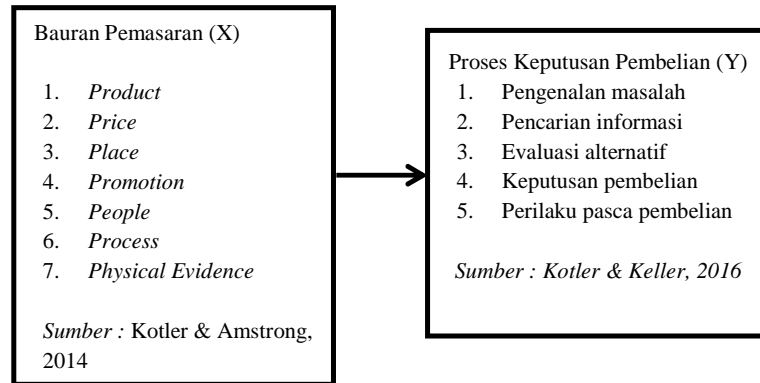 Bauran Pemasaran (X)
1. Product
2. Price
3. Place
4. Promotion
5. People
6. Process
7. Physical Evidence
Sumber : Kotler & Amstrong,
2014
Proses Keputusan Pembelian (Y)
1. Pengenalan masalah
2. Pencarian informasi
3. Evaluasi alternatif
4. Keputusan pembelian
5. Perilaku pasca pembelian
Sumber : Kotler & Keller, 2016